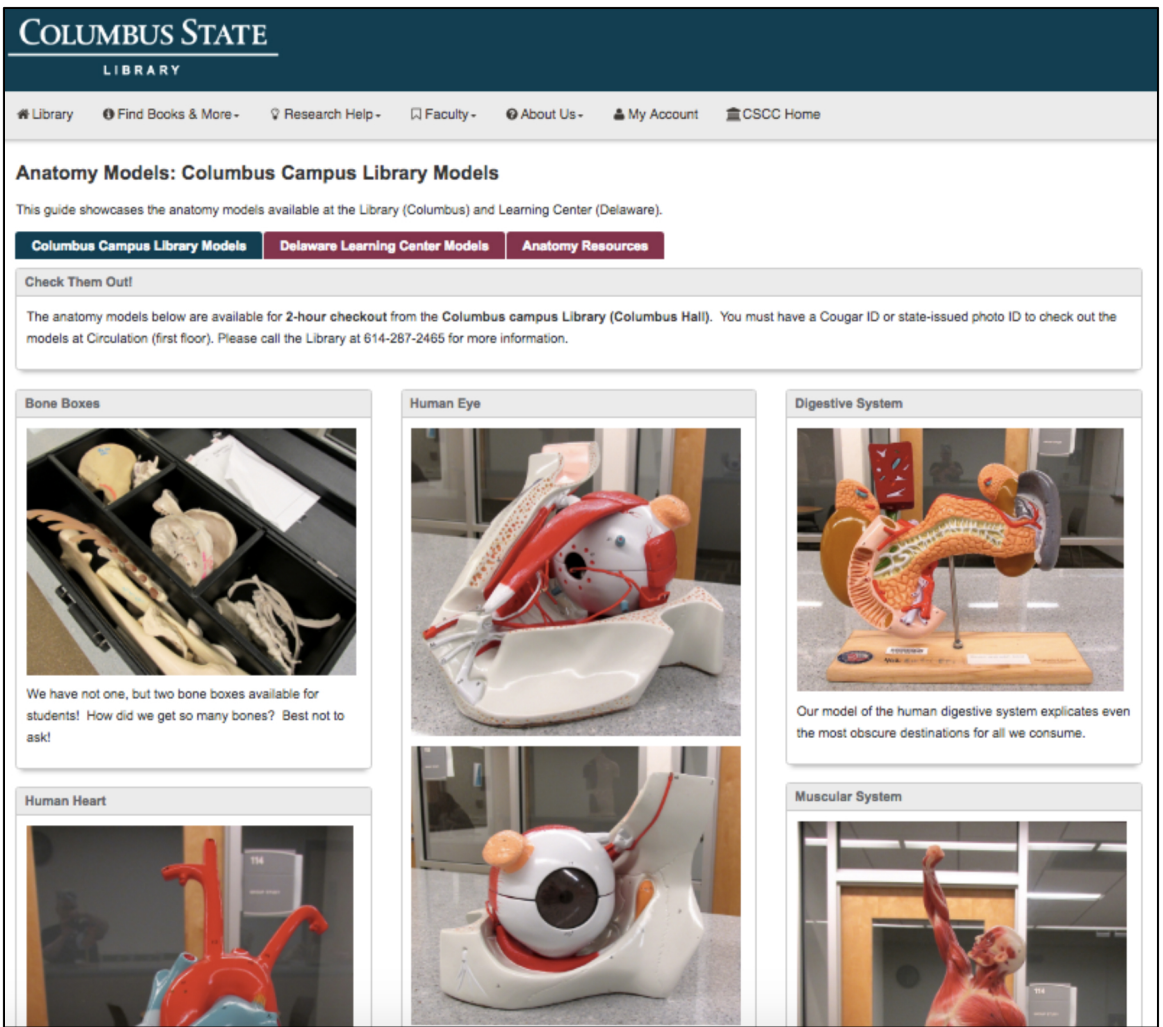 COLUMBUS STATE
LIBRARY
Library Find Books & More Research Help Faculty About Us My Account CSCC Home
Anatomy Models: Columbus Campus Library Models
This guide showcases the anatomy models available at the Library (Columbus) and Learning Center (Delaware).
Columbus Campus Library Models Delaware Learning Center Models Anatomy Resources
Check Them Out!
The anatomy models below are available for 2-hour checkout from the Columbus campus Library (Columbus Hall). You must have a Cougar ID or state-issued photo ID to check out the
models at Circulation (first floor). Please call the Library at 614-287-2465 for more information.
Bone Boxes
We have not one, but two bone boxes available for
students! How did we get so many bones? Best not to
ask!
Human Heart
114
Human Eye
Digestive System
Our model of the human digestive system explicates even
the most obscure destinations for all we consume.
Muscular System
114